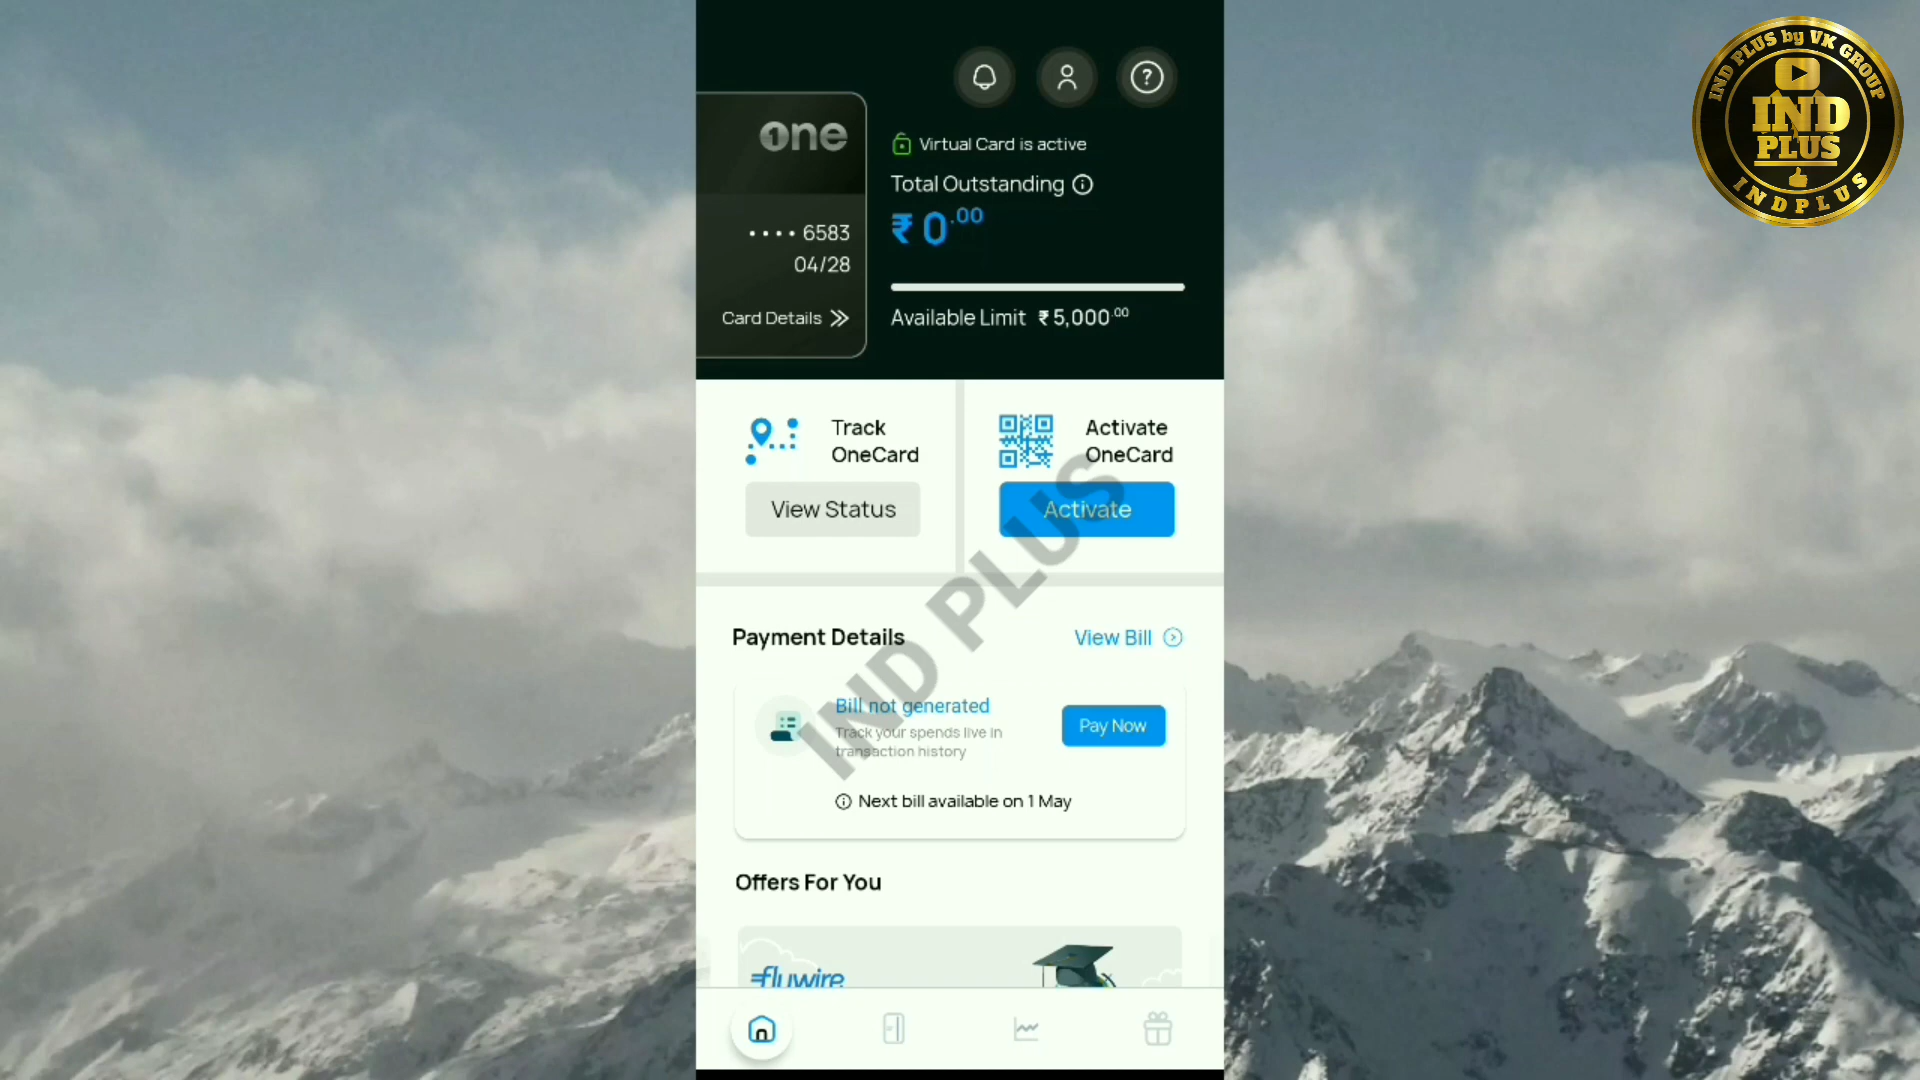 IND PLUS by VK GROUP
IND
PLUS
INDPLUS
1one
Virtual Card is active
Total Outstanding
₹ 0.00
•••• 6583
04/28
Card Details
Available Limit ₹ 5,000.00
Track
OneCard
Activate
OneCard
View Status
Activate
IND PLUS
Payment Details
View Bill
Bill not generated
Track your spends live in
transaction history
Pay Now
Next bill available on 1 May
Offers For You
flywire